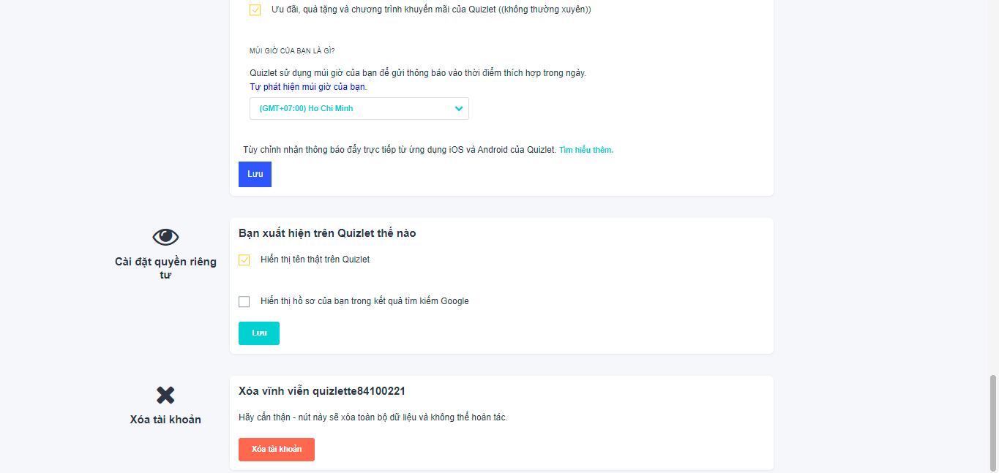 Ưu đãi, quà tặng và chương trình khuyến mãi của Quizlet ((không thường xuyên))
MÚI GIỜ CỦA BẠN LÀ GÌ?
Quizlet sử dụng múi giờ của bạn để gửi thông báo vào thời điểm thích hợp trong ngày.
Tự phát hiện múi giờ của bạn.
(GMT+07:00) Ho Chi Minh
Tùy chỉnh nhận thông báo đẩy trực tiếp từ ứng dụng iOS và Android của Quizlet. Tìm hiểu thêm.
Lưu
Cài đặt quyền riêng
tư
Bạn xuất hiện trên Quizlet thế nào
Hiển thị tên thật trên Quizlet
Hiển thị hồ sơ của bạn trong kết quả tìm kiếm Google
Lưu
Xóa tài khoản
Xóa vĩnh viễn quizlette84100221
Hãy cẩn thận - nút này sẽ xóa toàn bộ dữ liệu và không thể hoàn tác.
Xóa tài khoản